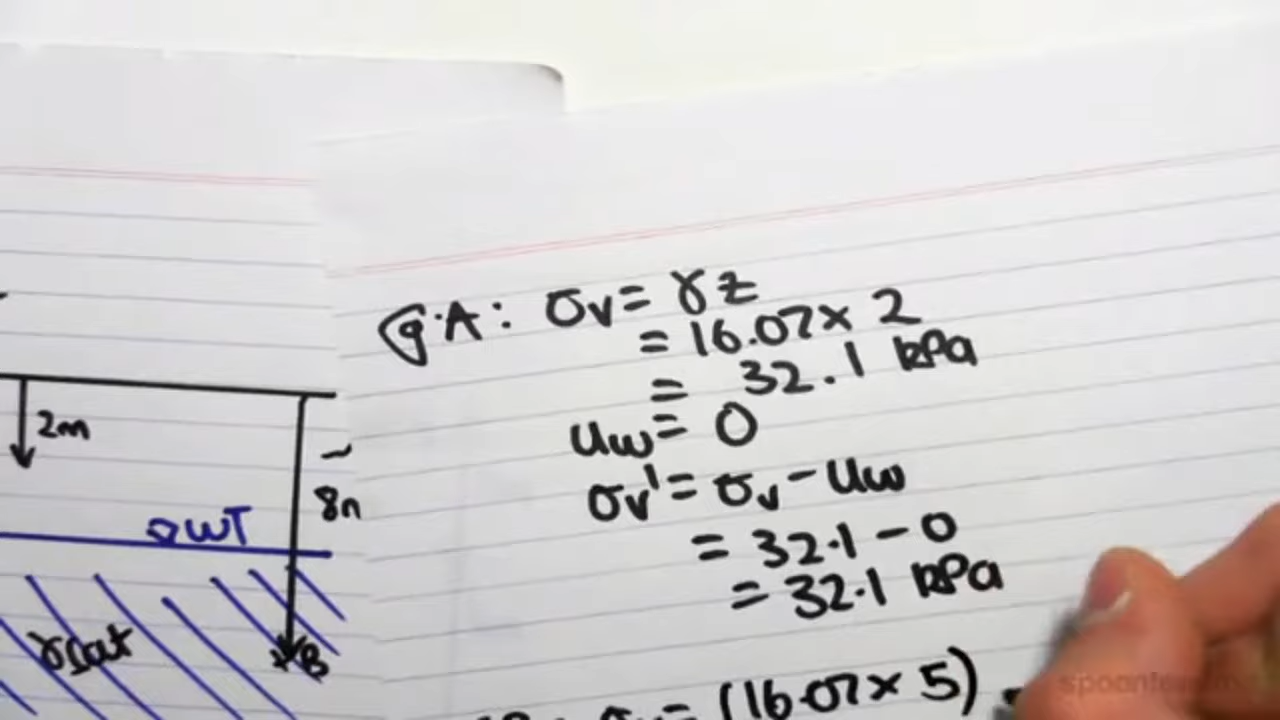 @A: σv = γz
= 16.07 × 2
= 32.1 kPa
uw = 0
σv' = σv - uw
= 32.1 - 0
= 32.1 kPa
σv = (16.07 × 5)
2m
8m
WT
γsat
B